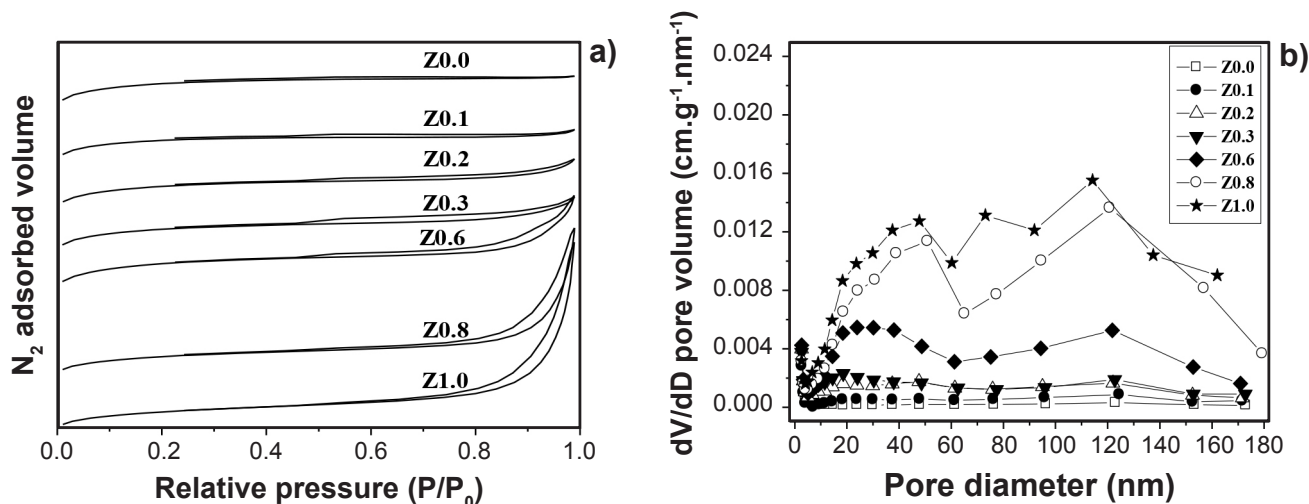 a)
N2 adsorbed volume
Z0.0
Z0.1
Z0.2
Z0.3
Z0.6
Z0.8
Z1.0
0.0 0.2 0.4 0.6 0.8 1.0
Relative pressure (P/P0)
b)
dV/dD pore volume (cm.g-1.nm-1)
0.024
0.020
0.016
0.012
0.008
0.004
0.000
Z0.0
Z0.1
Z0.2
Z0.3
Z0.6
Z0.8
Z1.0
0 20 40 60 80 100 120 140 160 179
Pore diameter (nm)